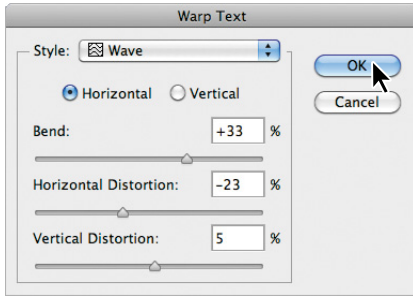 Warp Text
Style: Wave
Horizontal Vertical
Bend: +33 %
Horizontal Distortion: -23 %
Vertical Distortion: 5 %
OK
Cancel